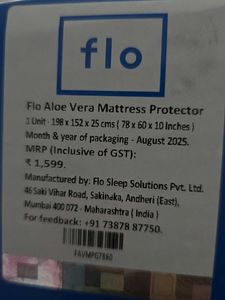 flo
Flo Aloe Vera Mattress Protector
1 Unit - 198 x 152 x 25 cms ( 78 x 60 x 10 Inches )
Month & year of packaging - August 2025.
MRP (Inclusive of GST):
₹ 1,599.
Manufactured by: Flo Sleep Solutions Pvt. Ltd.
46 Saki Vihar Road, Sakinaka, Andheri (East),
Mumbai 400 072 - Maharashtra ( India )
For feedback: +91 73878 87750.
FAVMPG7860